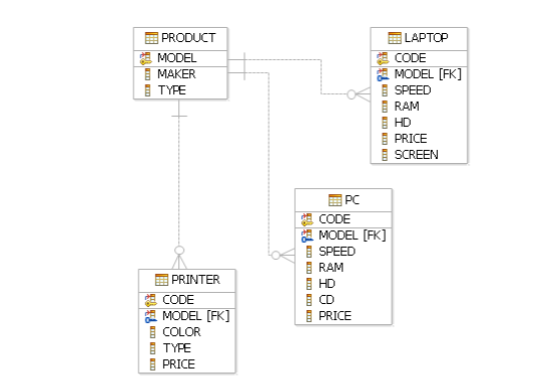 PRODUCT
MODEL
MAKER
TYPE
LAPTOP
CODE
MODEL [FK]
SPEED
RAM
HD
PRICE
SCREEN
PC
CODE
MODEL [FK]
SPEED
RAM
HD
CD
PRICE
PRINTER
CODE
MODEL [FK]
COLOR
TYPE
PRICE